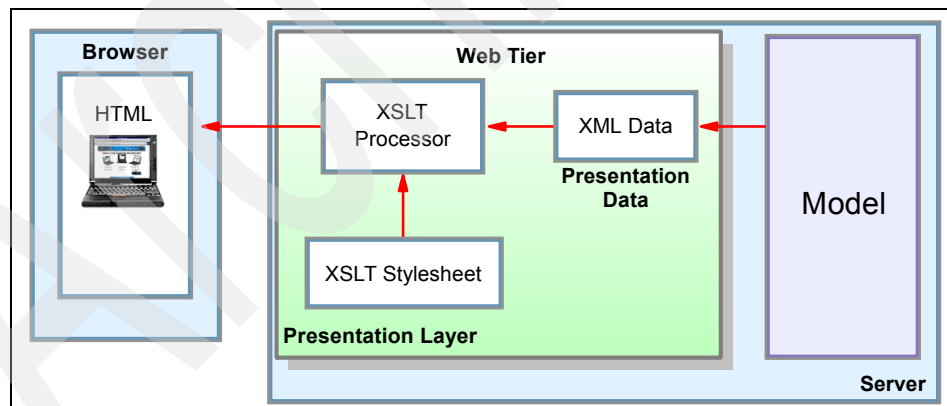 Browser
HTML
Web Tier
XSLT
Processor
XML Data
Presentation
Data
XSLT Stylesheet
Presentation Layer
Model
Server